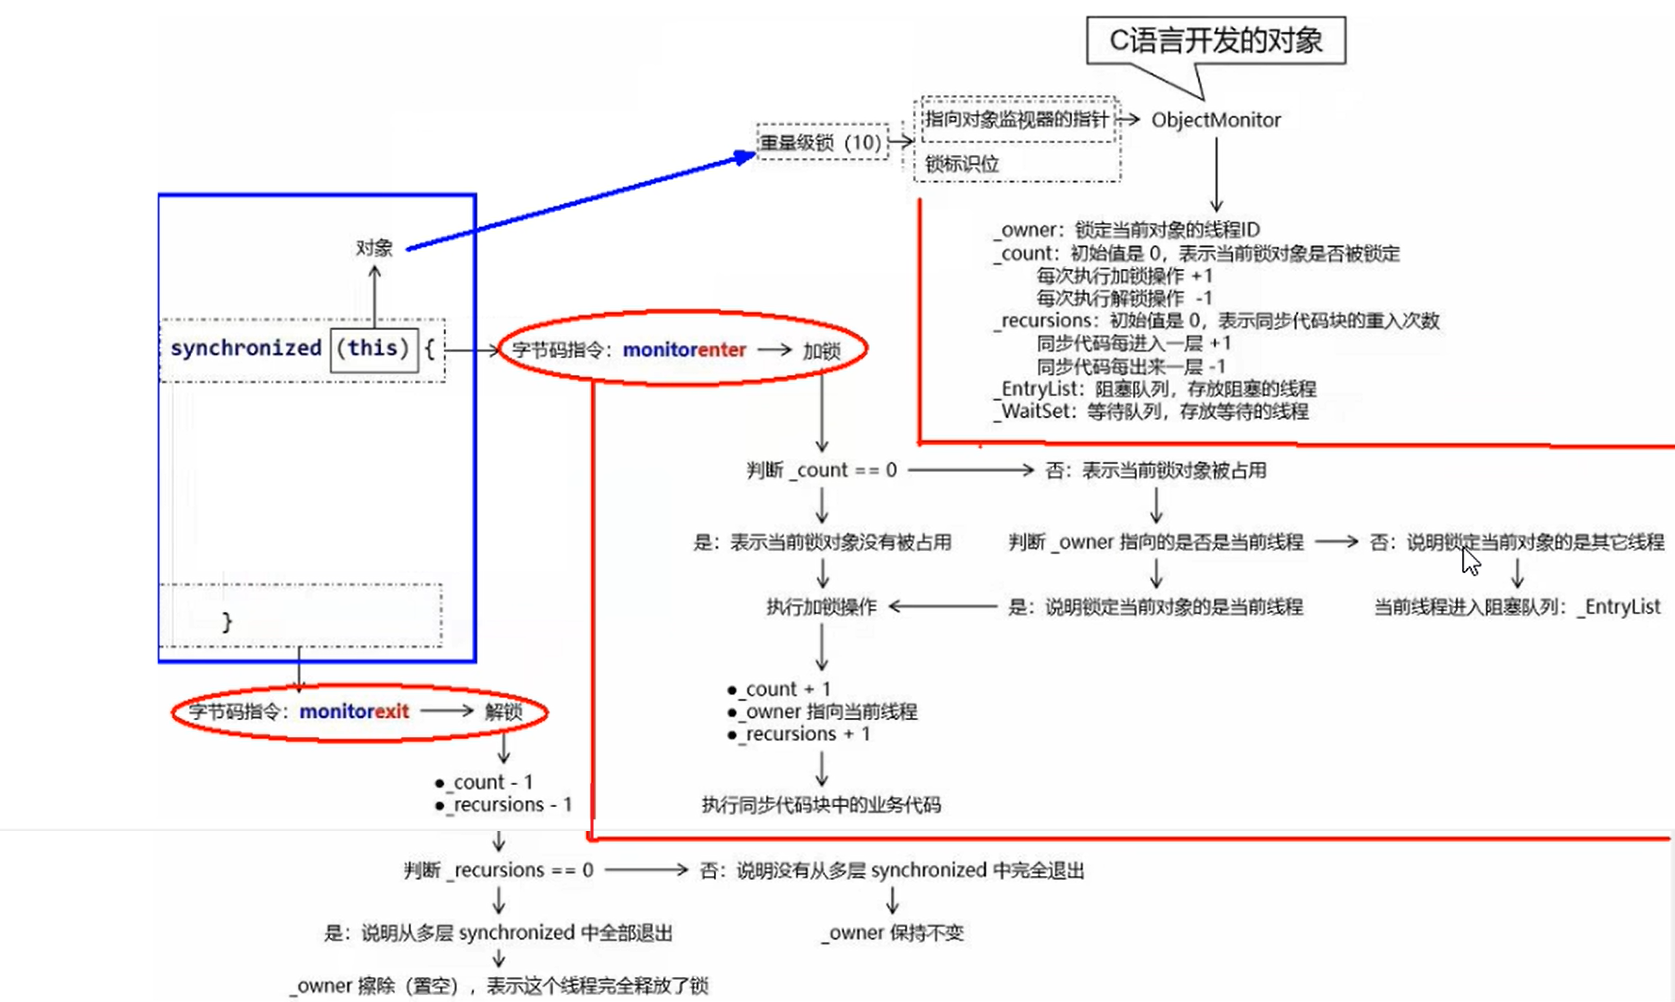 C语言开发的对象
重量级锁（10）
指向对象监视器的指针
ObjectMonitor
锁标识位
_owner：锁定当前对象的线程ID
_count：初始值是 0，表示当前锁对象是否被锁定
每次执行加锁操作 +1
每次执行解锁操作 -1
_recursions：初始值是 0，表示同步代码块的重入次数
同步代码每进入一层 +1
同步代码每出来一层 -1
_EntryList：阻塞队列，存放阻塞的线程
_WaitSet：等待队列，存放等待的线程
对象
synchronized (this) {
字节码指令：monitorenter
加锁
判断 _count == 0
否：表示当前锁对象被占用
是：表示当前锁对象没有被占用
判断 _owner 指向的是否是当前线程
否：说明锁定当前对象的是其它线程
执行加锁操作
是：说明锁定当前对象的是当前线程
当前线程进入阻塞队列：_EntryList
}
●_count + 1
●_owner 指向当前线程
●_recursions + 1
执行同步代码块中的业务代码
字节码指令：monitorexit
解锁
●_count - 1
●_recursions - 1
判断 _recursions == 0
否：说明没有从多层 synchronized 中完全退出
是：说明从多层 synchronized 中全部退出
_owner 保持不变
_owner 擦除（置空），表示这个线程完全释放了锁